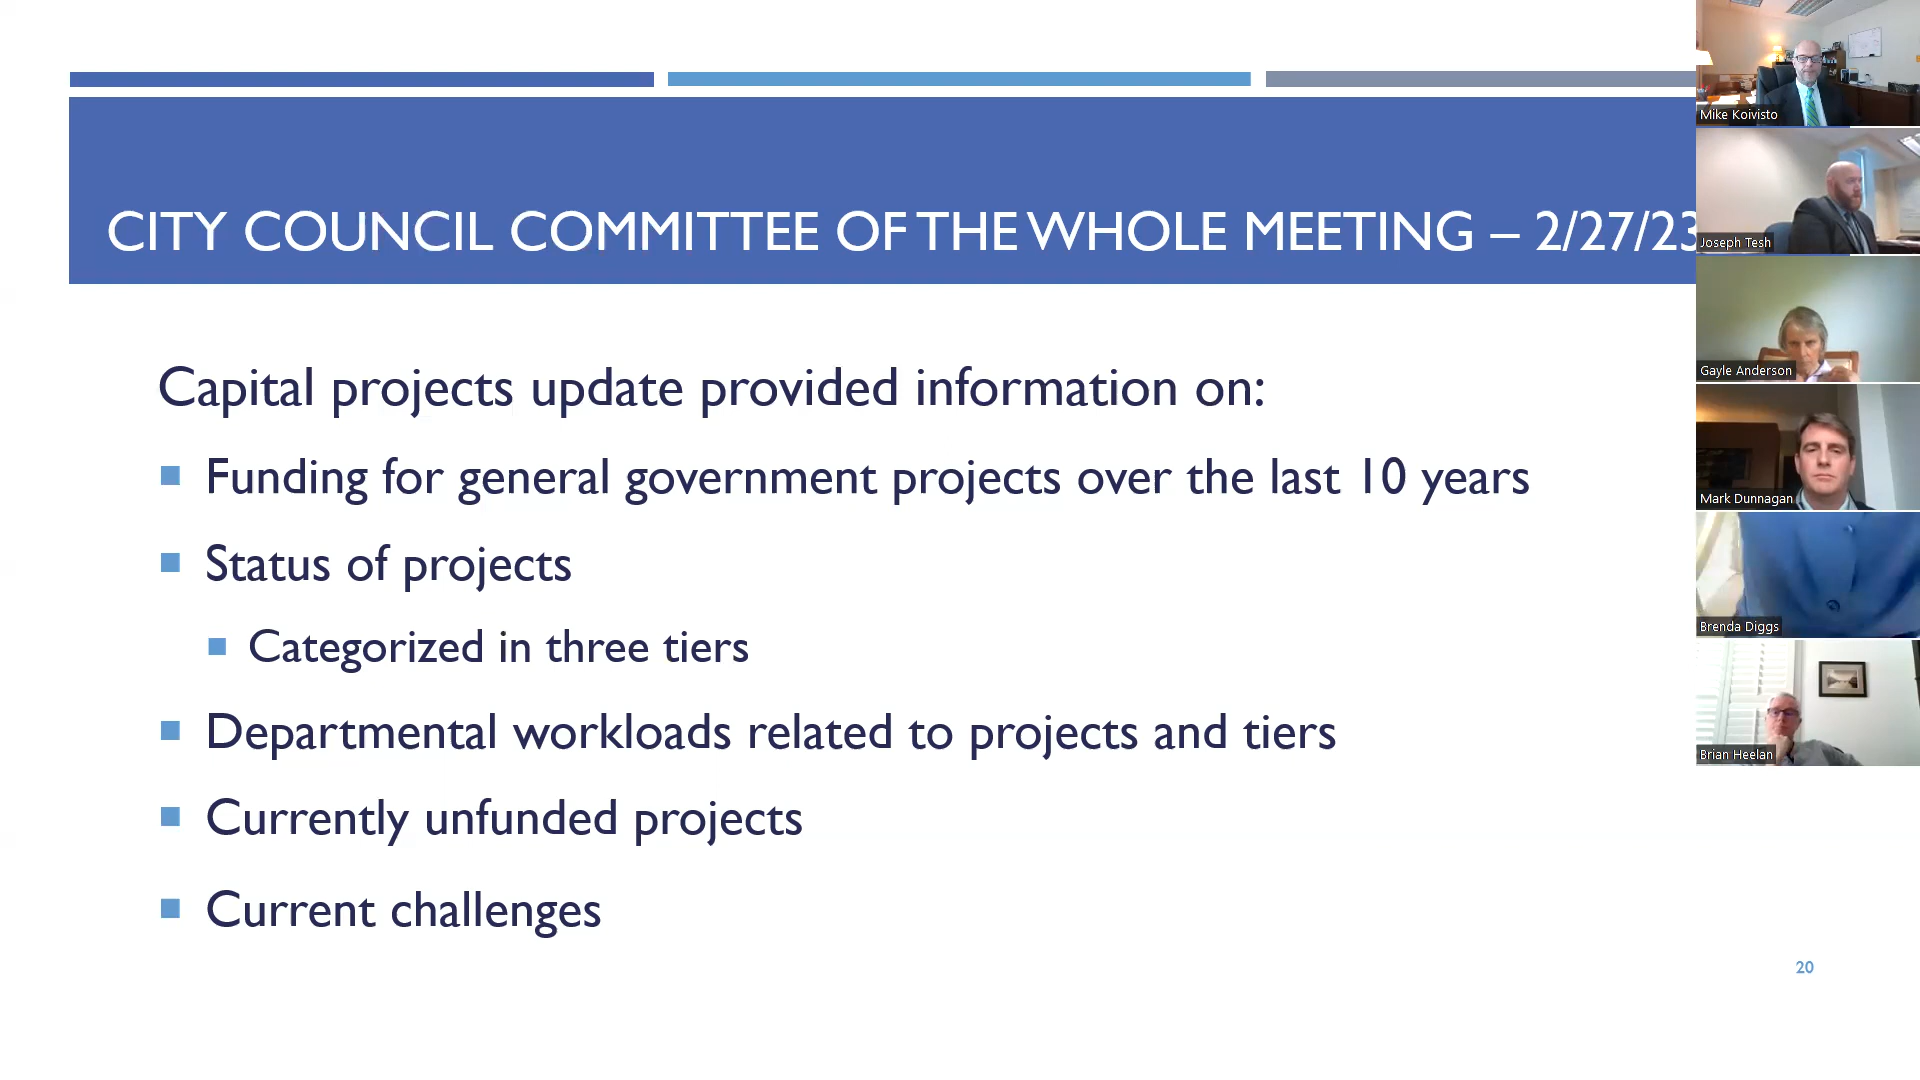 CITY COUNCIL COMMITTEE OF THE WHOLE MEETING – 2/27/23
Capital projects update provided information on:
Funding for general government projects over the last 10 years
Status of projects
Categorized in three tiers
Departmental workloads related to projects and tiers
Currently unfunded projects
Current challenges
20
Mike Koivisto
Joseph Tesh
Gayle Anderson
Mark Dunnagan
Brenda Diggs
Brian Heelan